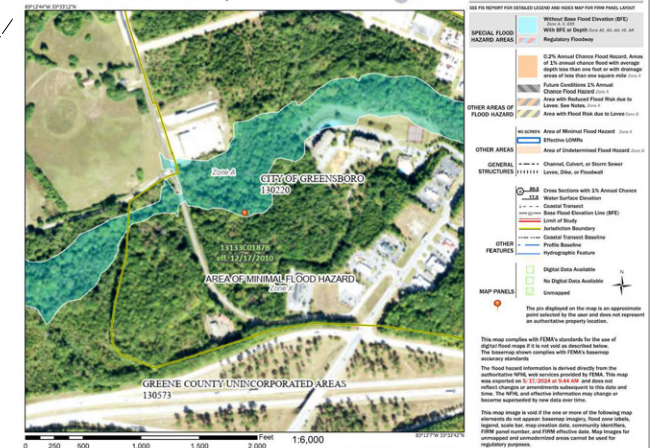 83°12'44"W 33°33'12"N
SEE FIS REPORT FOR DETAILED LEGEND AND INDEX MAP FOR FIRM PANEL LAYOUT
SPECIAL FLOOD
HAZARD AREAS
Without Base Flood Elevation (BFE)
Zone A, V, A99
With BFE or Depth Zone AE, AO, AH, VE, AR
Regulatory Floodway
OTHER AREAS OF
FLOOD HAZARD
0.2% Annual Chance Flood Hazard, Areas
of 1% annual chance flood with average
depth less than one foot or with drainage
areas of less than one square mile Zone X
Future Conditions 1% Annual
Chance Flood Hazard Zone X
Area with Reduced Flood Risk due to
Levee. See Notes. Zone X
Area with Flood Risk due to Levee Zone D
OTHER AREAS
NO SCREEN Area of Minimal Flood Hazard Zone X
Effective LOMRs
Area of Undetermined Flood Hazard Zone D
GENERAL
STRUCTURES
Channel, Culvert, or Storm Sewer
Levee, Dike, or Floodwall
OTHER
FEATURES
Cross Sections with 1% Annual Chance
Water Surface Elevation
Coastal Transect
Base Flood Elevation Line (BFE)
Limit of Study
Jurisdiction Boundary
Coastal Transect Baseline
Profile Baseline
Hydrographic Feature
MAP PANELS
Digital Data Available
No Digital Data Available
Unmapped
N
The pin displayed on the map is an approximate
point selected by the user and does not represent
an authoritative property location.
This map complies with FEMA's standards for the use of
digital flood maps if it is not void as described below.
The basemap shown complies with FEMA's basemap
accuracy standards
The flood hazard information is derived directly from the
authoritative NFHL web services provided by FEMA. This map
was exported on 5/17/2024 at 9:44 AM and does not
reflect changes or amendments subsequent to this date and
time. The NFHL and effective information may change or
become superseded by new data over time.
This map image is void if the one or more of the following map
elements do not appear: basemap imagery, flood zone labels,
legend, scale bar, map creation date, community identifiers,
FIRM panel number, and FIRM effective date. Map images for
unmapped and unmodernized areas cannot be used for
regulatory purposes.
Zone A
CITY OF GREENSBORO
130220
13133C0187B
eff. 12/17/2010
AREA OF MINIMAL FLOOD HAZARD
Zone X
GREENE COUNTY UNINCORPORATED AREAS
130573
Feet
1:6,000
83°12'7"W 33°32'42"N
0 250 500 1,000 1,500 2,000